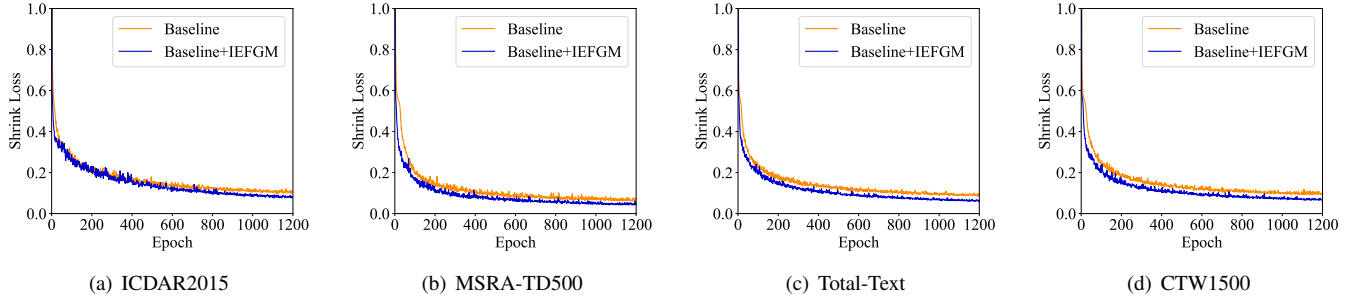 1.0
0.8
0.6
0.4
0.2
0.0
Shrink Loss
Baseline
Baseline+IEFGM
0 200 400 600 800 1000 1200
Epoch
(a) ICDAR2015
1.0
0.8
0.6
0.4
0.2
0.0
Shrink Loss
Baseline
Baseline+IEFGM
0 200 400 600 800 1000 1200
Epoch
(b) MSRA-TD500
1.0
0.8
0.6
0.4
0.2
0.0
Shrink Loss
Baseline
Baseline+IEFGM
0 200 400 600 800 1000 1200
Epoch
(c) Total-Text
1.0
0.8
0.6
0.4
0.2
0.0
Shrink Loss
Baseline
Baseline+IEFGM
0 200 400 600 800 1000 1200
Epoch
(d) CTW1500